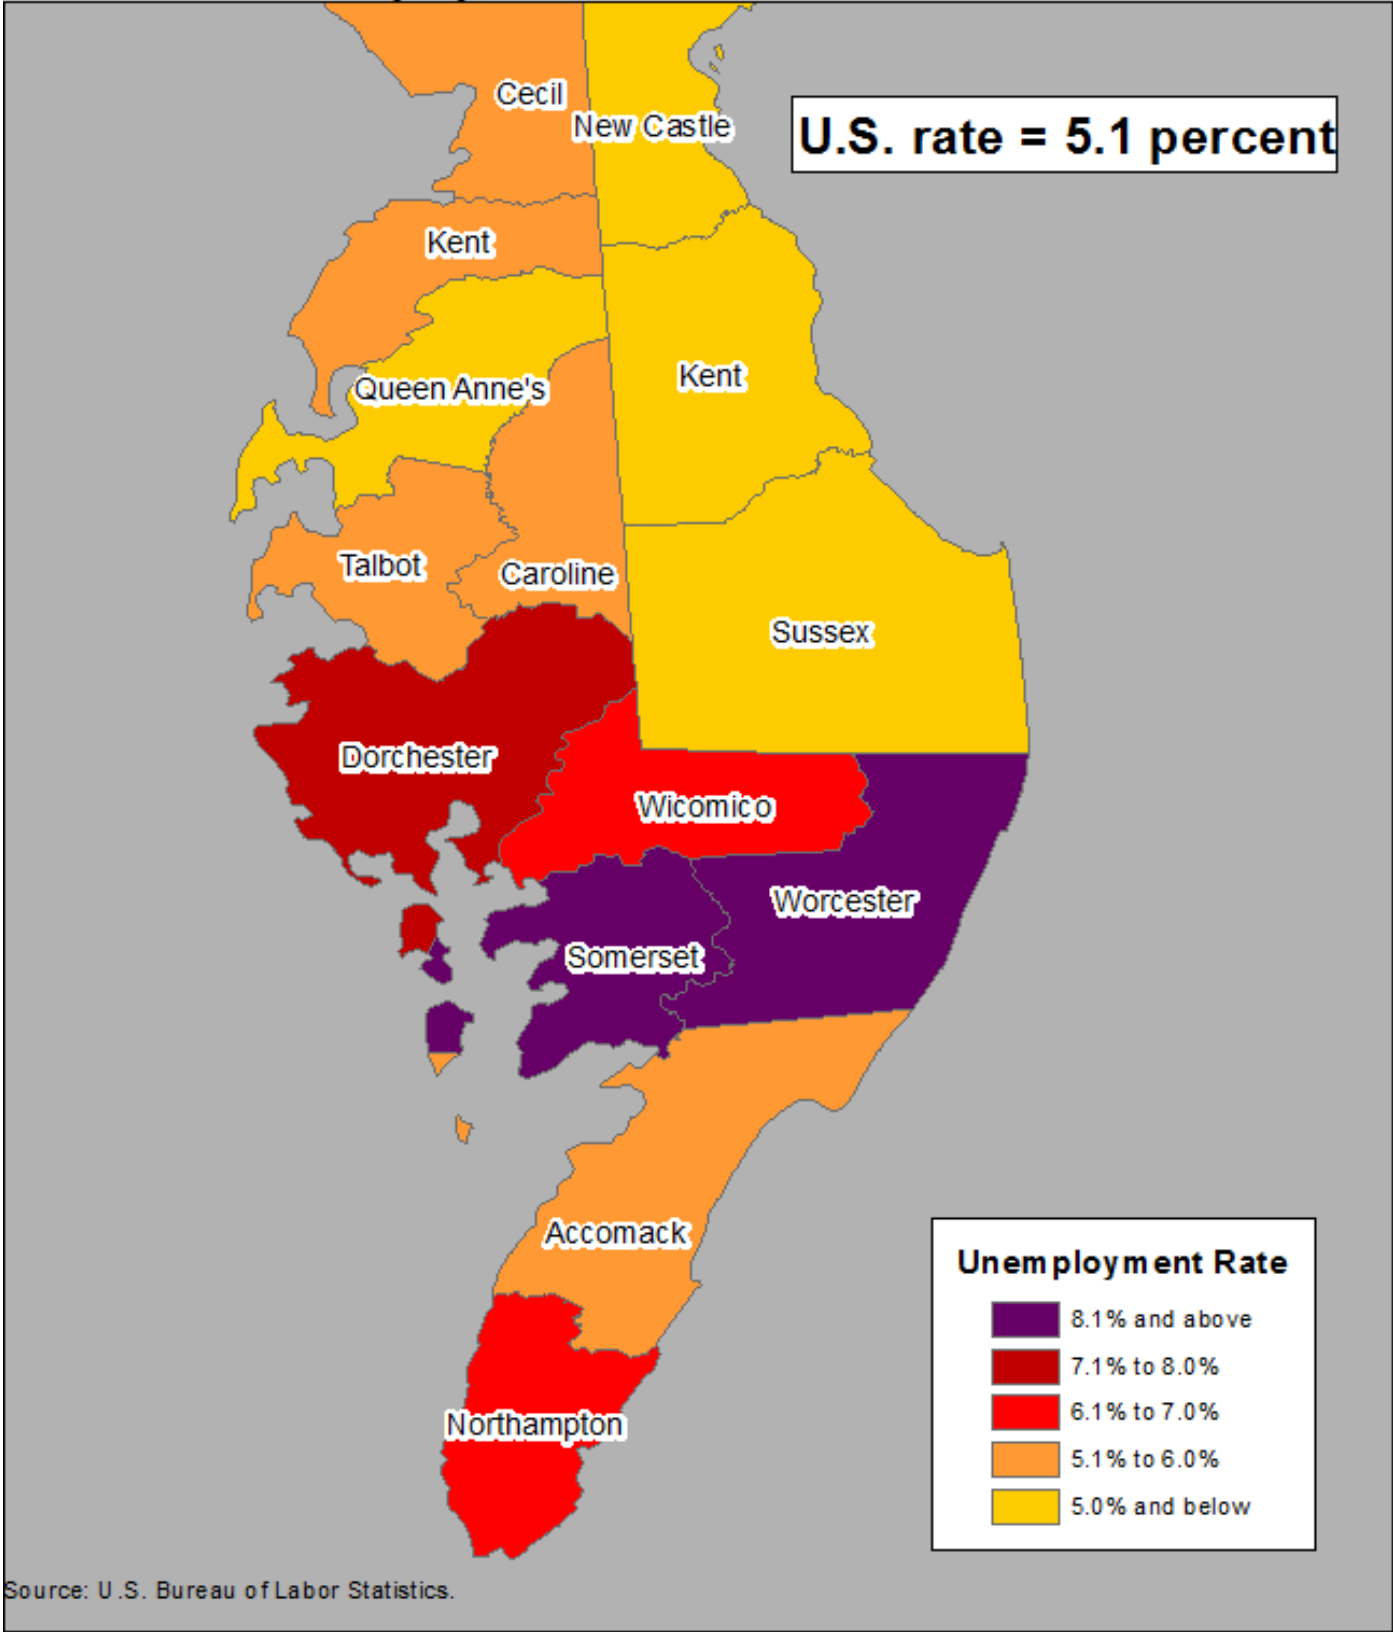 Cecil
New Castle
U.S. rate = 5.1 percent
Kent
Kent
Queen Anne's
Talbot
Caroline
Sussex
Dorchester
Wicomico
Worcester
Somerset
Accomack
Unemployment Rate
8.1% and above
7.1% to 8.0%
6.1% to 7.0%
5.1% to 6.0%
5.0% and below
Northampton
Source: U.S. Bureau of Labor Statistics.